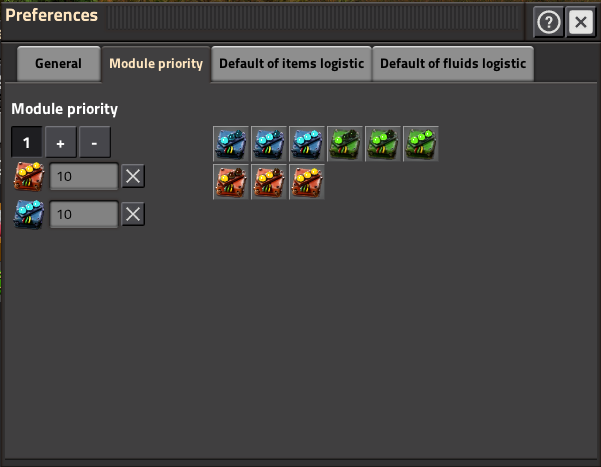 Preferences
?
General Module priority Default of items logistic Default of fluids logistic
Module priority
1 + -
10
10